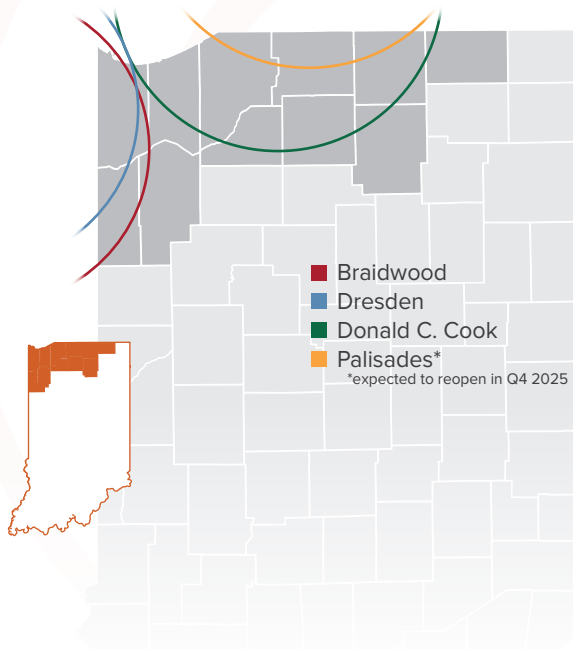 Braidwood
Dresden
Donald C. Cook
Palisades*
*expected to reopen in Q4 2025